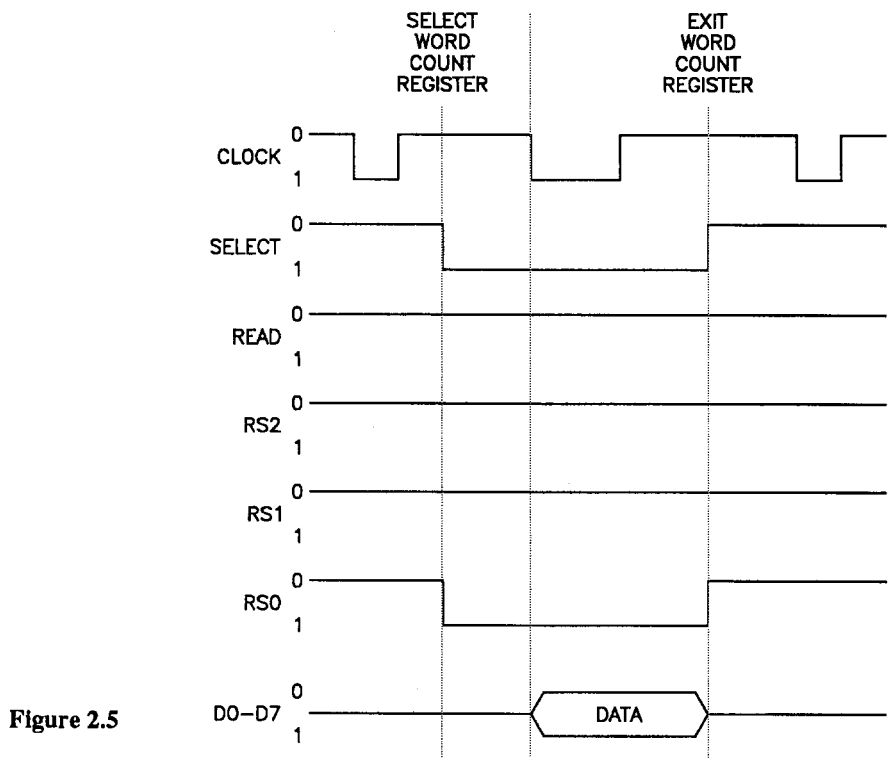 SELECT
WORD
COUNT
REGISTER
EXIT
WORD
COUNT
REGISTER
CLOCK
0
1
SELECT
0
1
READ
0
1
RS2
0
1
RS1
0
1
RS0
0
1
Figure 2.5
D0-D7
0
1
DATA